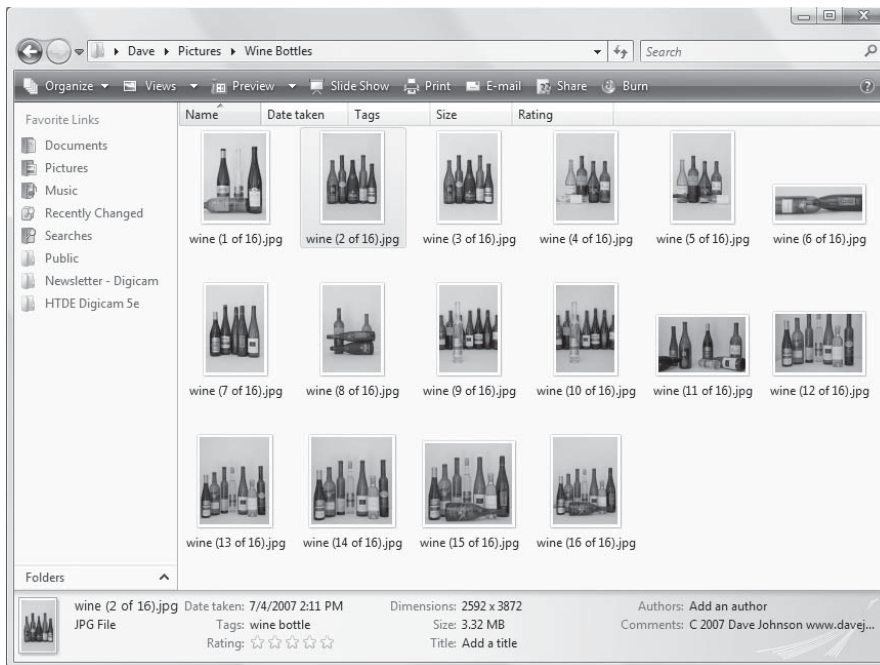 Dave Pictures Wine Bottles
Search
Organize Views Preview Slide Show Print E-mail Share Burn
Favorite Links
Documents
Pictures
Music
Recently Changed
Searches
Public
Newsletter - Digicam
HTDE Digicam 5e
Folders
Name Date taken Tags Size Rating
wine (1 of 16).jpg wine (2 of 16).jpg wine (3 of 16).jpg wine (4 of 16).jpg wine (5 of 16).jpg wine (6 of 16).jpg
wine (7 of 16).jpg wine (8 of 16).jpg wine (9 of 16).jpg wine (10 of 16).jpg wine (11 of 16).jpg wine (12 of 16).jpg
wine (13 of 16).jpg wine (14 of 16).jpg wine (15 of 16).jpg wine (16 of 16).jpg
wine (2 of 16).jpg Date taken: 7/4/2007 2:11 PM Dimensions: 2592 x 3872 Authors: Add an author
JPG File Tags: wine bottle Size: 3.32 MB Comments: C 2007 Dave Johnson www.davej...
Rating: Title: Add a title